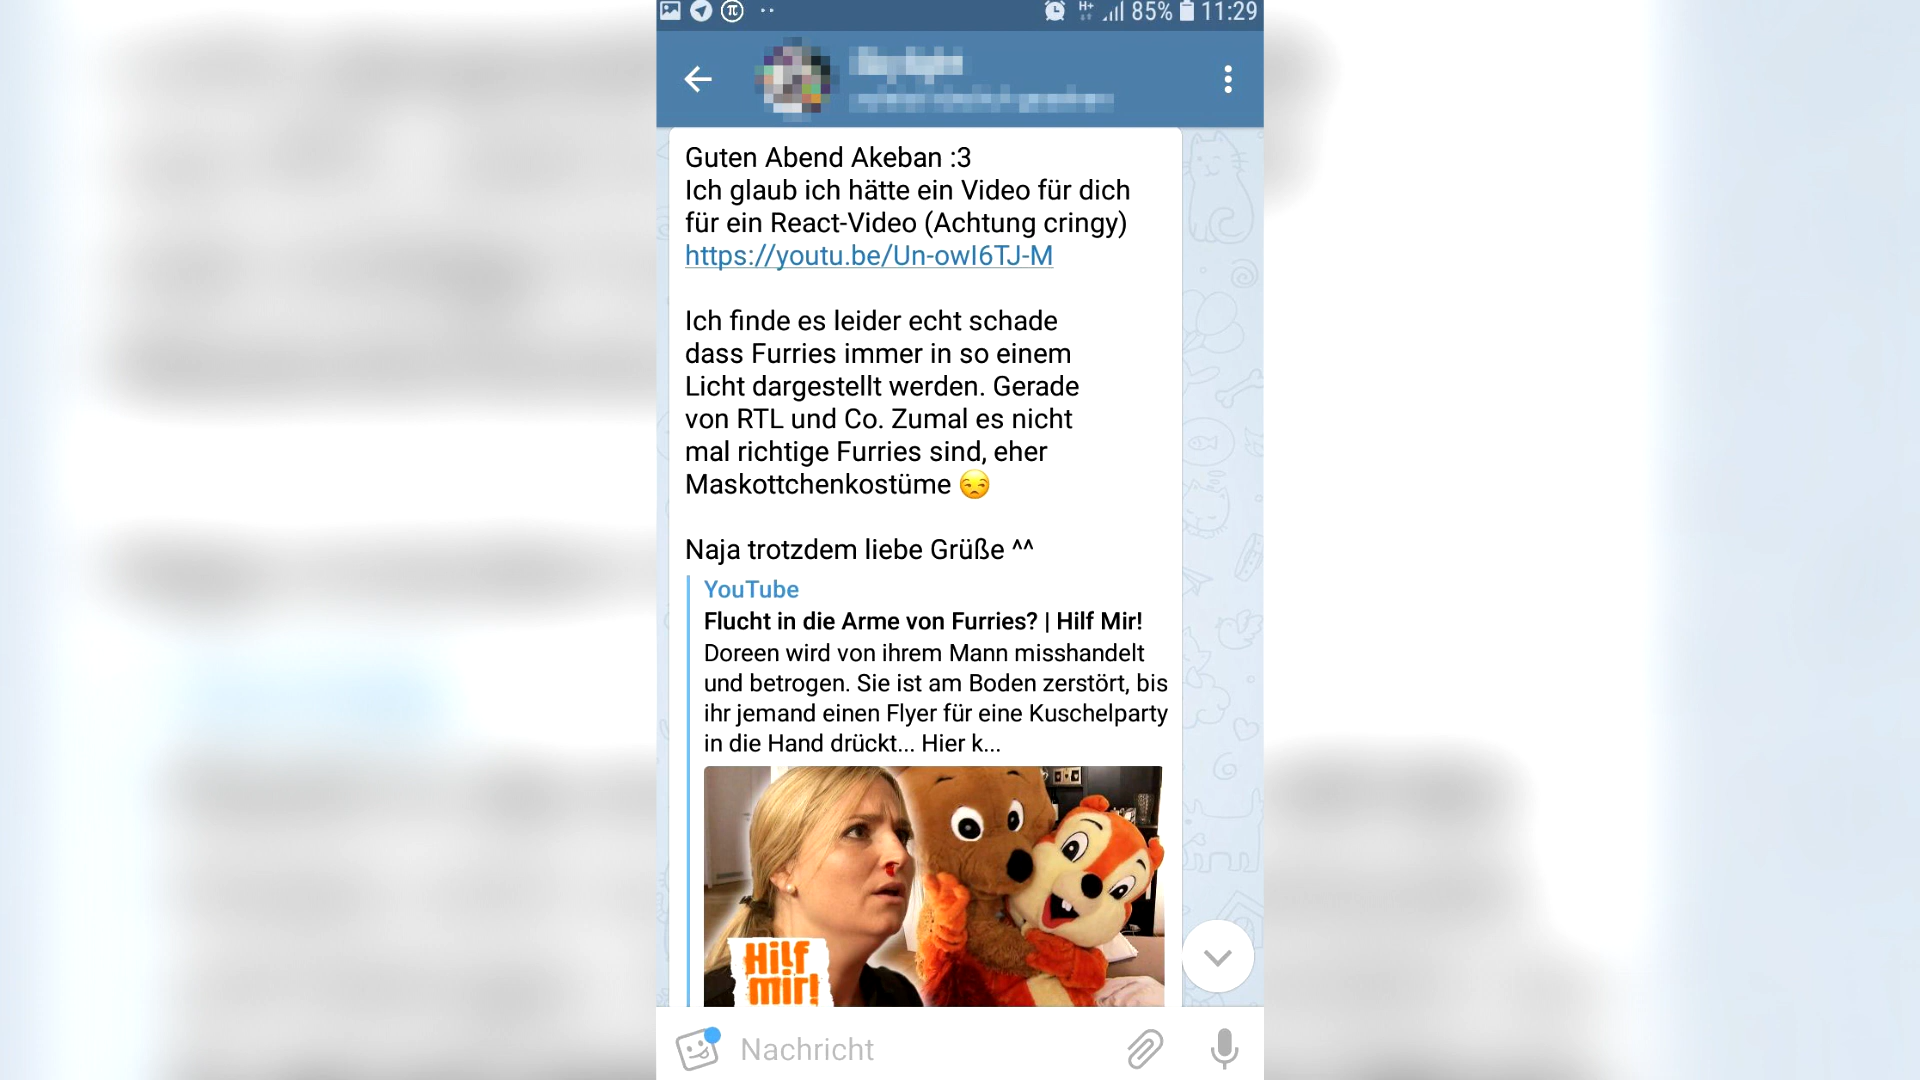 H+ 85% 11:29
Guten Abend Akeban :3
Ich glaub ich hätte ein Video für dich
für ein React-Video (Achtung cringy)
https://youtu.be/Un-owI6TJ-M
Ich finde es leider echt schade
dass Furries immer in so einem
Licht dargestellt werden. Gerade
von RTL und Co. Zumal es nicht
mal richtige Furries sind, eher
Maskottchenkostüme 😒
Naja trotzdem liebe Grüße ^^
YouTube
Flucht in die Arme von Furries? | Hilf Mir!
Doreen wird von ihrem Mann misshandelt
und betrogen. Sie ist am Boden zerstört, bis
ihr jemand einen Flyer für eine Kuschelparty
in die Hand drückt... Hier k...
Hilf
mir!
Nachricht